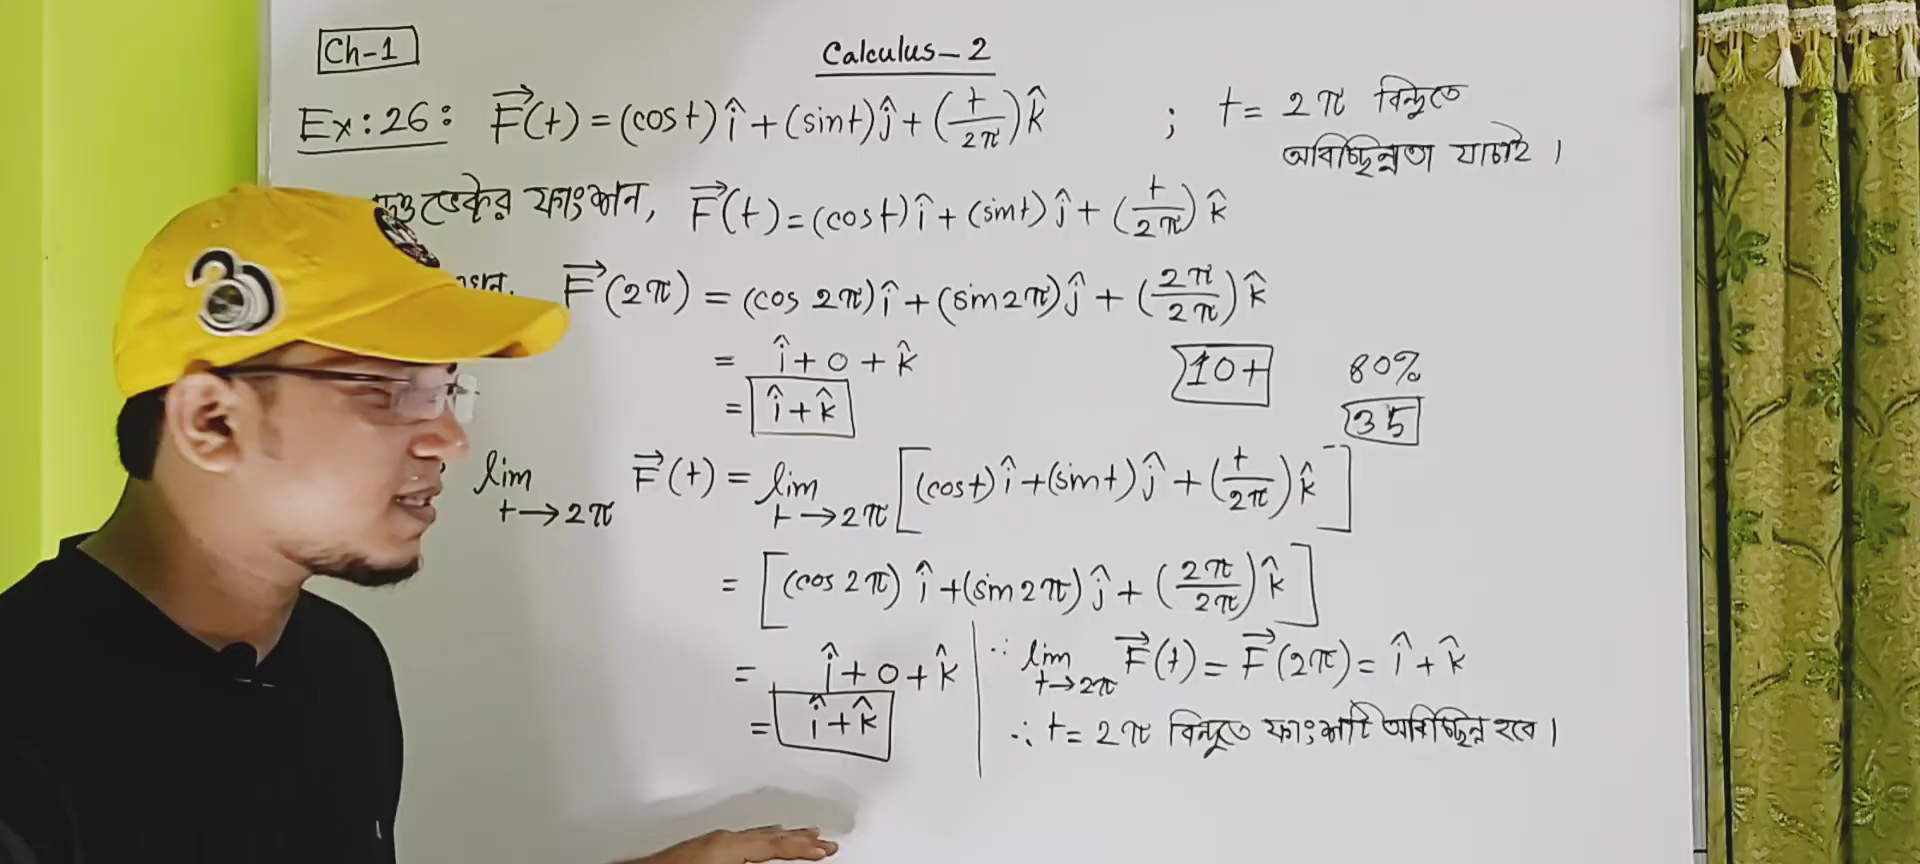 Ch-1
Calculus-2
Ex:26: F⃗(t) = (cos t) î + (sin t) ĵ + (t/2π) k̂ ; t = 2π বিন্দুতে
অবিচ্ছিন্নতা যাচাই।
ভেক্টর ফাংশন, F⃗(t) = (cos t) î + (sin t) ĵ + (t/2π) k̂
F⃗(2π) = (cos 2π) î + (sin 2π) ĵ + (2π/2π) k̂
= î + 0 + k̂
10+ 80%
= î + k̂
35
lim t→2π F⃗(t) = lim t→2π [(cos t) î + (sin t) ĵ + (t/2π) k̂]
= [(cos 2π) î + (sin 2π) ĵ + (2π/2π) k̂]
= î + 0 + k̂
= î + k̂
∵ lim t→2π F⃗(t) = F⃗(2π) = î + k̂
∴ t = 2π বিন্দুতে ফাংশনটি অবিচ্ছিন্ন হবে।